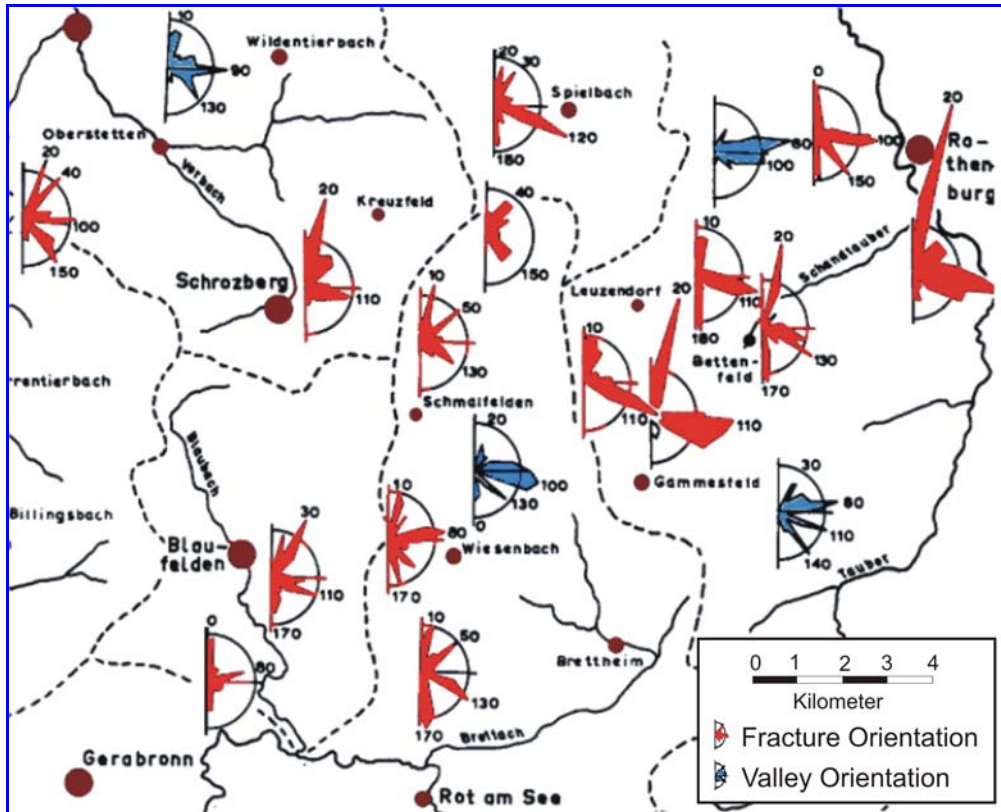 10
Wildentierbach
90
130
20
30
Spielbach
120
180
0
80
100
100
150
20
Ro-
then-
burg
Oberstetten
Vorbach
20
40
100
150
20
Kreuzfeld
110
Schrozberg
40
150
10
110
180
20
Schandtauber
Leuzendorf
Betten-
feld
130
170
10
50
130
Schmalfelden
10
110
20
110
Gammesfeld
rrentierbach
Blaubach
20
100
130
0
30
80
110
140
Billingsbach
Blau-
felden
30
110
170
10
80
170
Wiesenbach
Tauber
0
80
10
50
130
170
Brettheim
Brettach
Gerabronn
Rot am See
0 1 2 3 4
Kilometer
Fracture Orientation
Valley Orientation